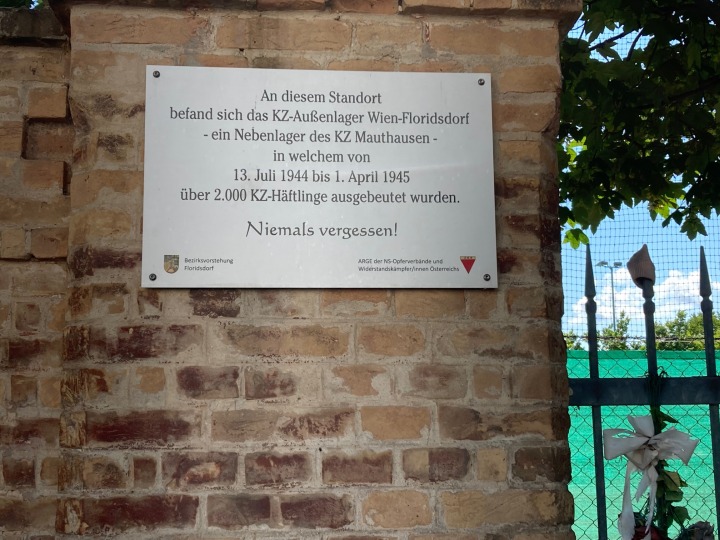 An diesem Standort
befand sich das KZ-Außenlager Wien-Floridsdorf
- ein Nebenlager des KZ Mauthausen -
in welchem von
13. Juli 1944 bis 1. April 1945
über 2.000 KZ-Häftlinge ausgebeutet wurden.
Niemals vergessen!
Bezirksvorstehung
Floridsdorf
ARGE der NS-Opferverbände und
Widerstandskämpfer/innen Österreichs